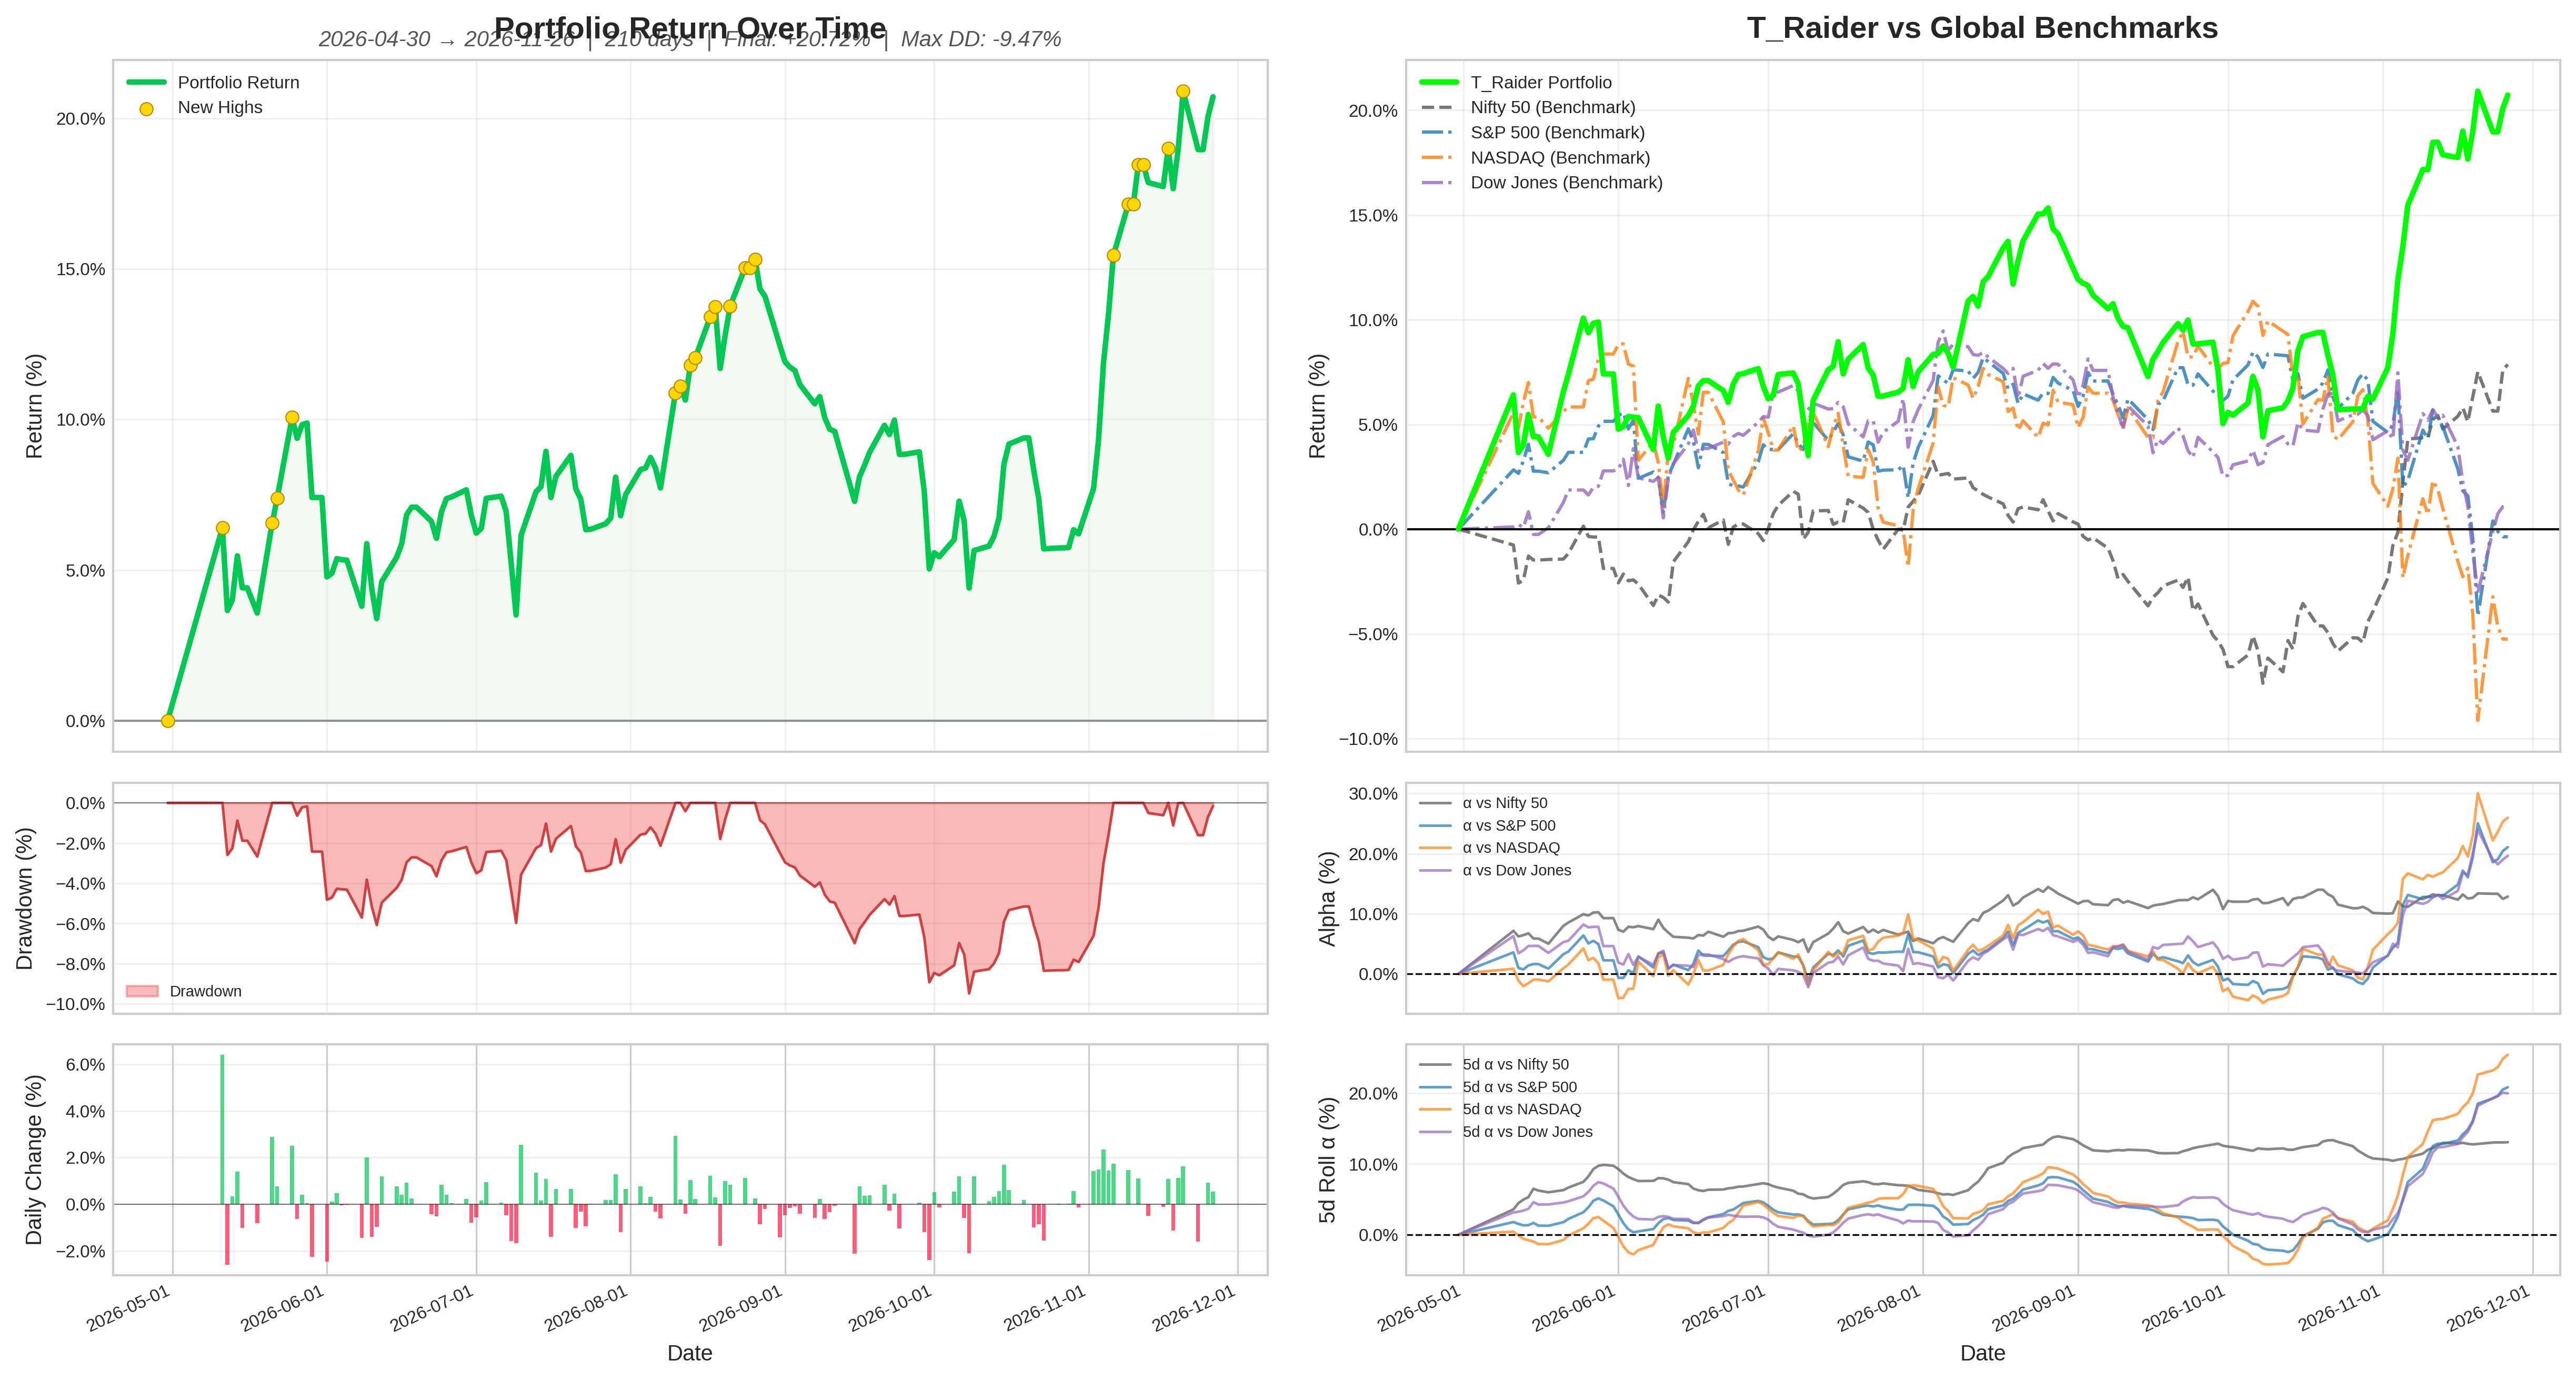 Portfolio Return Over Time
2026-04-30 → 2026-11-26 | 210 days | Final: +20.72% | Max DD: -9.47%
Portfolio Return
New Highs
Return (%)
20.0%
15.0%
10.0%
5.0%
0.0%
Drawdown (%)
0.0%
−2.0%
−4.0%
−6.0%
−8.0%
−10.0%
Drawdown
Daily Change (%)
6.0%
4.0%
2.0%
0.0%
−2.0%
2026-05-01
2026-06-01
2026-07-01
2026-08-01
2026-09-01
2026-10-01
2026-11-01
2026-12-01
Date
T_Raider vs Global Benchmarks
T_Raider Portfolio
Nifty 50 (Benchmark)
S&P 500 (Benchmark)
NASDAQ (Benchmark)
Dow Jones (Benchmark)
Return (%)
20.0%
15.0%
10.0%
5.0%
0.0%
−5.0%
−10.0%
Alpha (%)
30.0%
20.0%
10.0%
0.0%
α vs Nifty 50
α vs S&P 500
α vs NASDAQ
α vs Dow Jones
5d Roll α (%)
20.0%
10.0%
0.0%
5d α vs Nifty 50
5d α vs S&P 500
5d α vs NASDAQ
5d α vs Dow Jones
2026-05-01
2026-06-01
2026-07-01
2026-08-01
2026-09-01
2026-10-01
2026-11-01
2026-12-01
Date